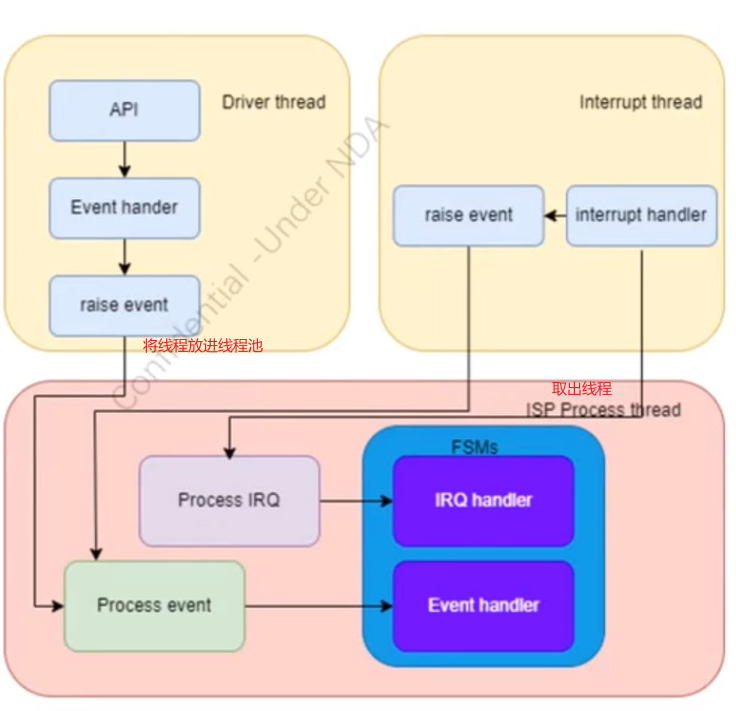 API
Driver thread
Interrupt thread
Event hander
raise event
interrupt handler
raise event
将线程放进线程池
Confidential -Under NDA
取出线程
ISP Process thread
FSMs
Process IRQ
IRQ handler
Process event
Event handler